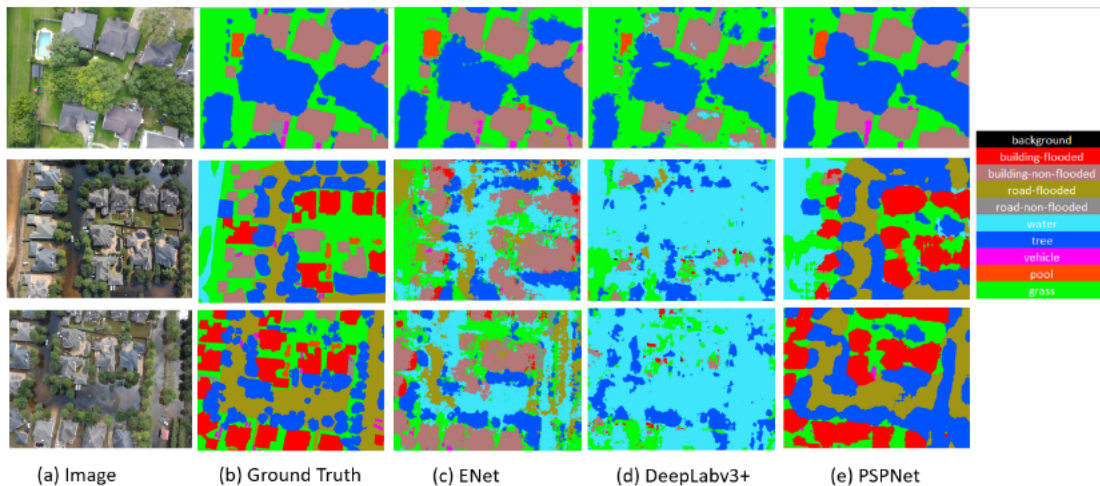 background
building-flooded
building-non-flooded
road-flooded
road-non-flooded
water
tree
vehicle
pool
grass
(a) Image
(b) Ground Truth
(c) ENet
(d) DeepLabv3+
(e) PSPNet